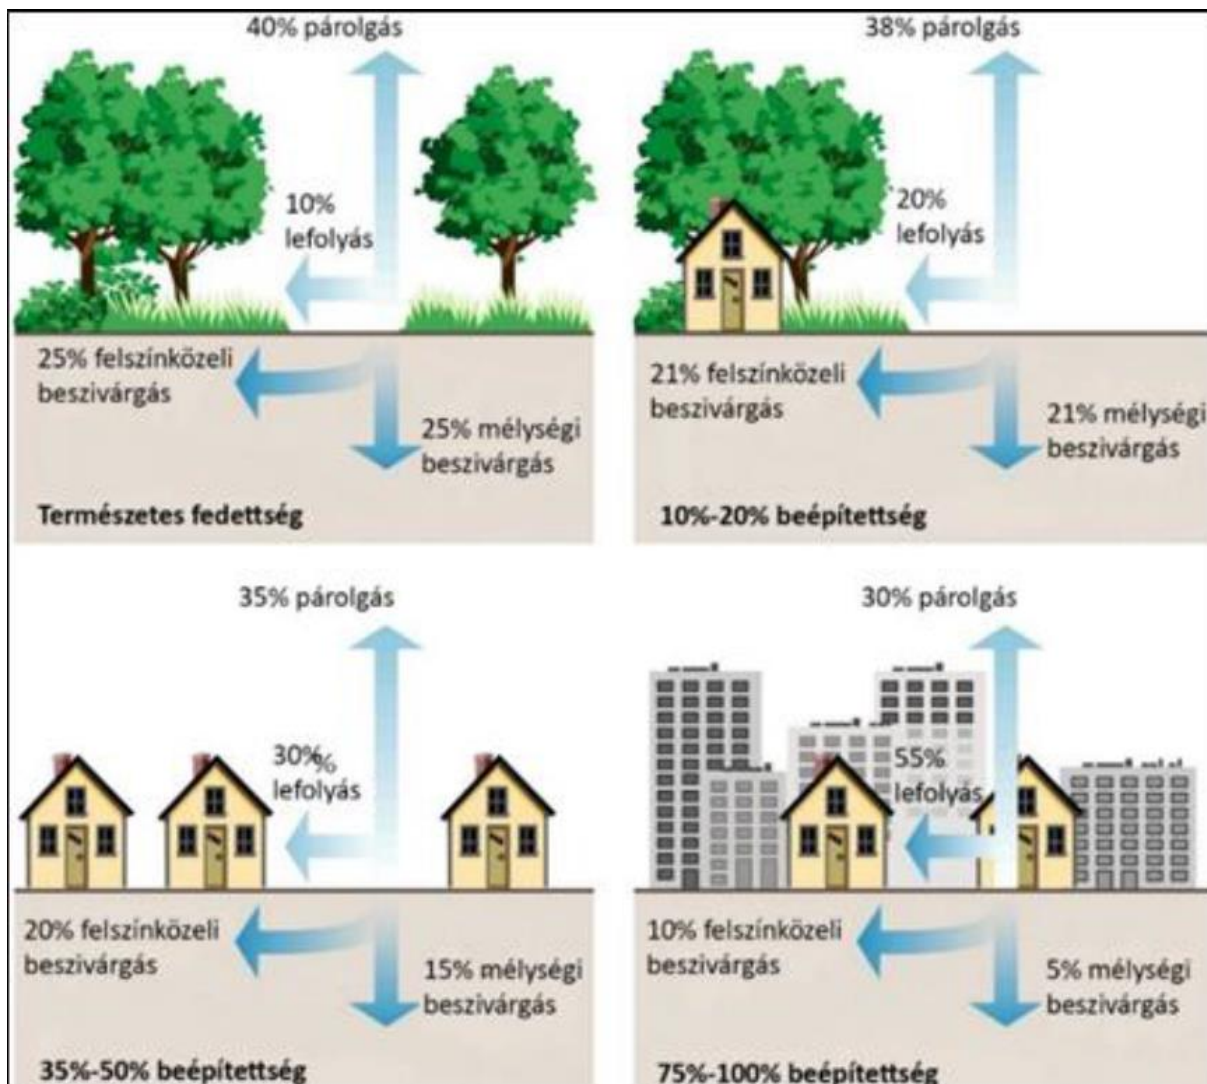 40% párolgás
10%
lefolyás
25% felszínközeli
beszivárgás
25% mélységi
beszivárgás
Természetes fedettség
38% párolgás
20%
lefolyás
21% felszínközeli
beszivárgás
21% mélységi
beszivárgás
10%-20% beépítettség
35% párolgás
30%%
lefolyás
20% felszínközeli
beszivárgás
15% mélységi
beszivárgás
35%-50% beépítettség
30% párolgás
55%
lefolyás
10% felszínközeli
beszivárgás
5% mélységi
beszivárgás
75%-100% beépítettség